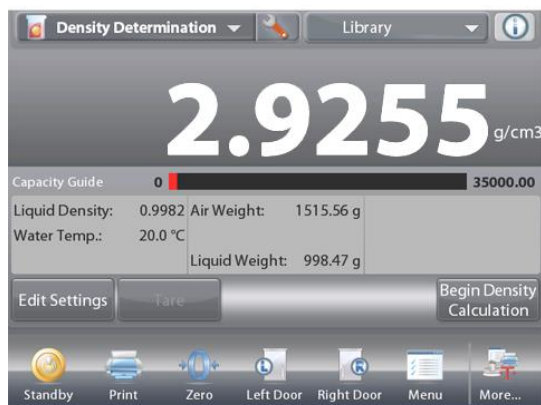 Density Determination Library
2.9255 g/cm3
Capacity Guide 0 35000.00
Liquid Density: 0.9982 Air Weight: 1515.56 g
Water Temp.: 20.0 °C
Liquid Weight: 998.47 g
Edit Settings Tare Begin Density
Calculation
Standby Print Zero Left Door Right Door Menu More...